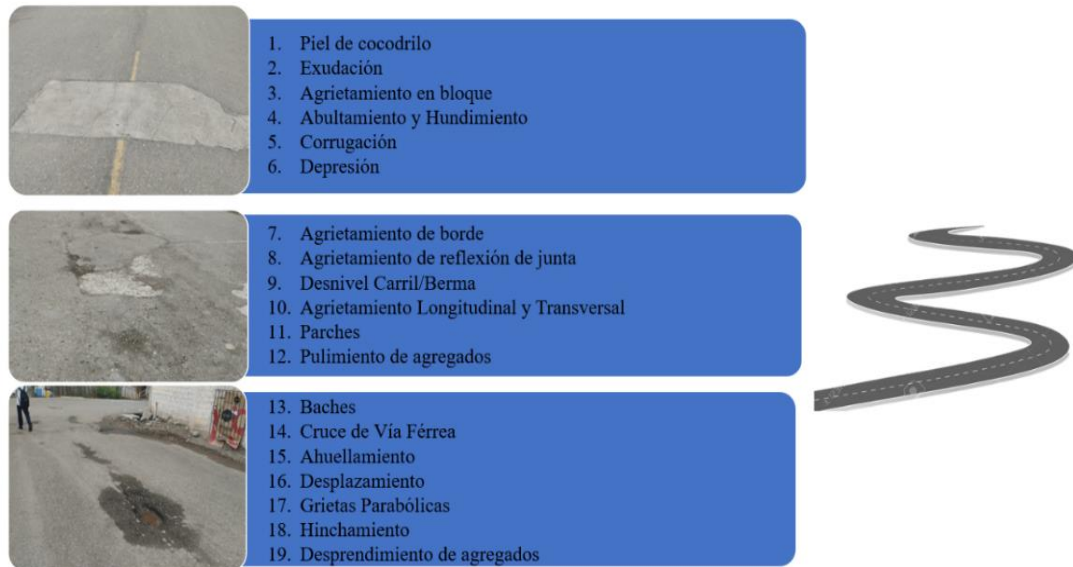 1. Piel de cocodrilo
2. Exudación
3. Agrietamiento en bloque
4. Abultamiento y Hundimiento
5. Corrugación
6. Depresión
7. Agrietamiento de borde
8. Agrietamiento de reflexión de junta
9. Desnivel Carril/Berma
10. Agrietamiento Longitudinal y Transversal
11. Parches
12. Pulimiento de agregados
13. Baches
14. Cruce de Vía Férrea
15. Ahuellamiento
16. Desplazamiento
17. Grietas Parabólicas
18. Hinchamiento
19. Desprendimiento de agregados